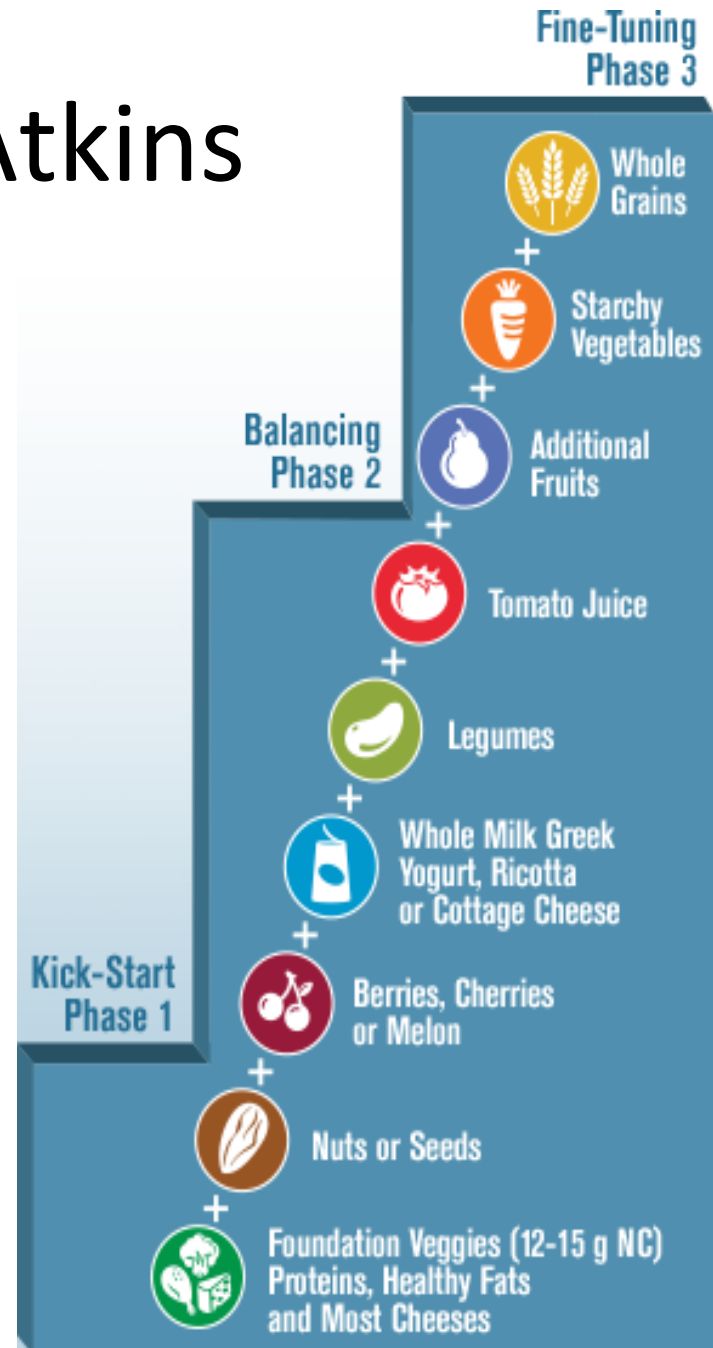 Fine-Tuning
Phase 3
Atkins
Whole
Grains
+
Starchy
Vegetables
+
Balancing
Phase 2
Additional
Fruits
+
Tomato Juice
+
Legumes
+
Whole Milk Greek
Yogurt, Ricotta
or Cottage Cheese
+
Kick-Start
Phase 1
Berries, Cherries
or Melon
+
Nuts or Seeds
+
Foundation Veggies (12-15 g NC)
Proteins, Healthy Fats
and Most Cheeses